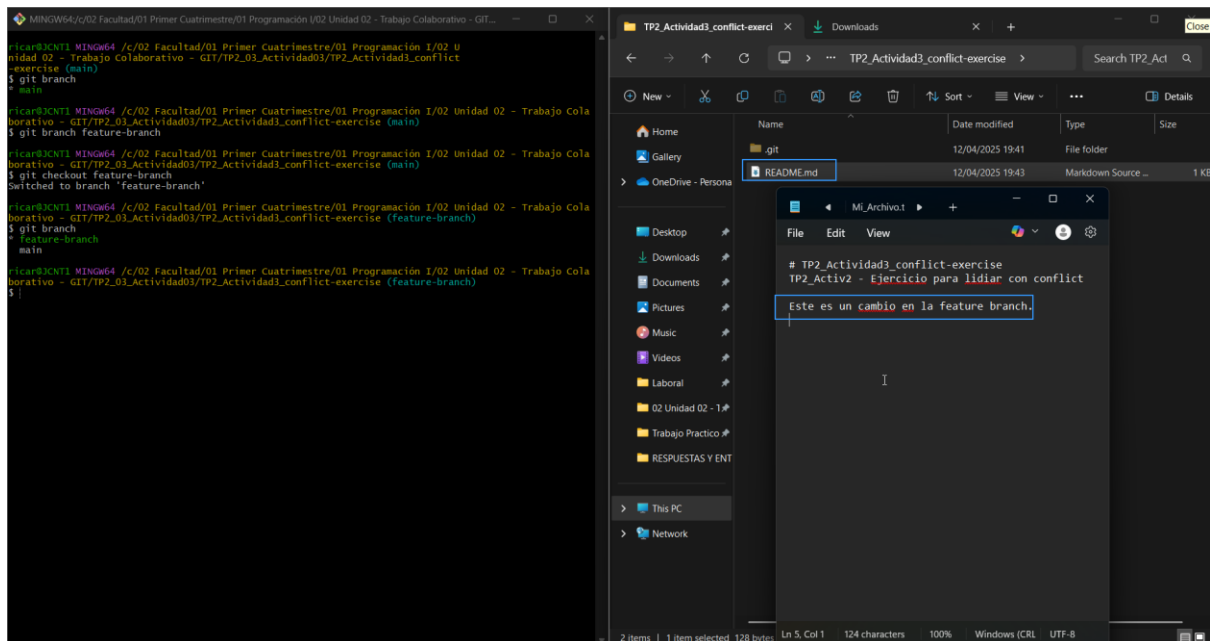 MINGW64:/c/02 Facultad/01 Primer Cuatrimestre/01 Programación I/02 Unidad 02 - Trabajo Colaborativo - GIT...
ricar@JCNT1 MINGW64 /c/02 Facultad/01 Primer Cuatrimestre/01 Programación I/02 U
nidad 02 - Trabajo Colaborativo - GIT/TP2_03_Actividad03/TP2_Actividad3_conflict
-exercise (main)
$ git branch
* main
ricar@JCNT1 MINGW64 /c/02 Facultad/01 Primer Cuatrimestre/01 Programación I/02 Unidad 02 - Trabajo Cola
borativo - GIT/TP2_03_Actividad03/TP2_Actividad3_conflict-exercise (main)
$ git branch feature-branch
ricar@JCNT1 MINGW64 /c/02 Facultad/01 Primer Cuatrimestre/01 Programación I/02 Unidad 02 - Trabajo Cola
borativo - GIT/TP2_03_Actividad03/TP2_Actividad3_conflict-exercise (main)
$ git checkout feature-branch
Switched to branch 'feature-branch'
ricar@JCNT1 MINGW64 /c/02 Facultad/01 Primer Cuatrimestre/01 Programación I/02 Unidad 02 - Trabajo Cola
borativo - GIT/TP2_03_Actividad03/TP2_Actividad3_conflict-exercise (feature-branch)
$ git branch
* feature-branch
main
ricar@JCNT1 MINGW64 /c/02 Facultad/01 Primer Cuatrimestre/01 Programación I/02 Unidad 02 - Trabajo Cola
borativo - GIT/TP2_03_Actividad03/TP2_Actividad3_conflict-exercise (feature-branch)
$
TP2_Actividad3_conflict-exerci
Downloads
Close
TP2_Actividad3_conflict-exercise
Search TP2_Act
New
Sort
View
Details
Home
Gallery
OneDrive - Persona
Desktop
Downloads
Documents
Pictures
Music
Videos
Laboral
02 Unidad 02 - T
Trabajo Practico
RESPUESTAS Y ENT
This PC
Network
Name Date modified Type Size
.git 12/04/2025 19:41 File folder
README.md 12/04/2025 19:43 Markdown Source ... 1 KB
Mi_Archivo.t
File Edit View
# TP2_Actividad3_conflict-exercise
TP2_Activ2 - Ejercicio para lidiar con conflict
Este es un cambio en la feature branch.
Ln 5, Col 1 124 characters 100% Windows (CRL UTF-8
2 items 1 item selected 128 bytes